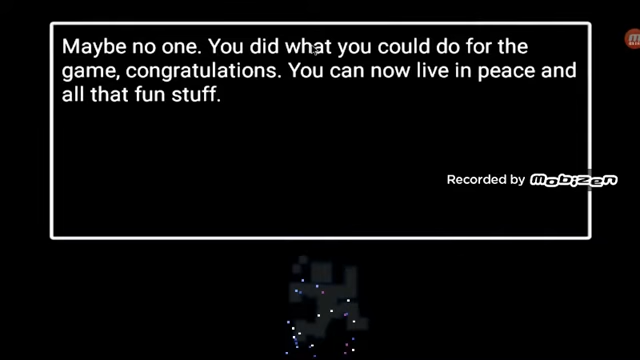 Maybe no one. You did what you could do for the
game, congratulations. You can now live in peace and
all that fun stuff.
Recorded by mobizen